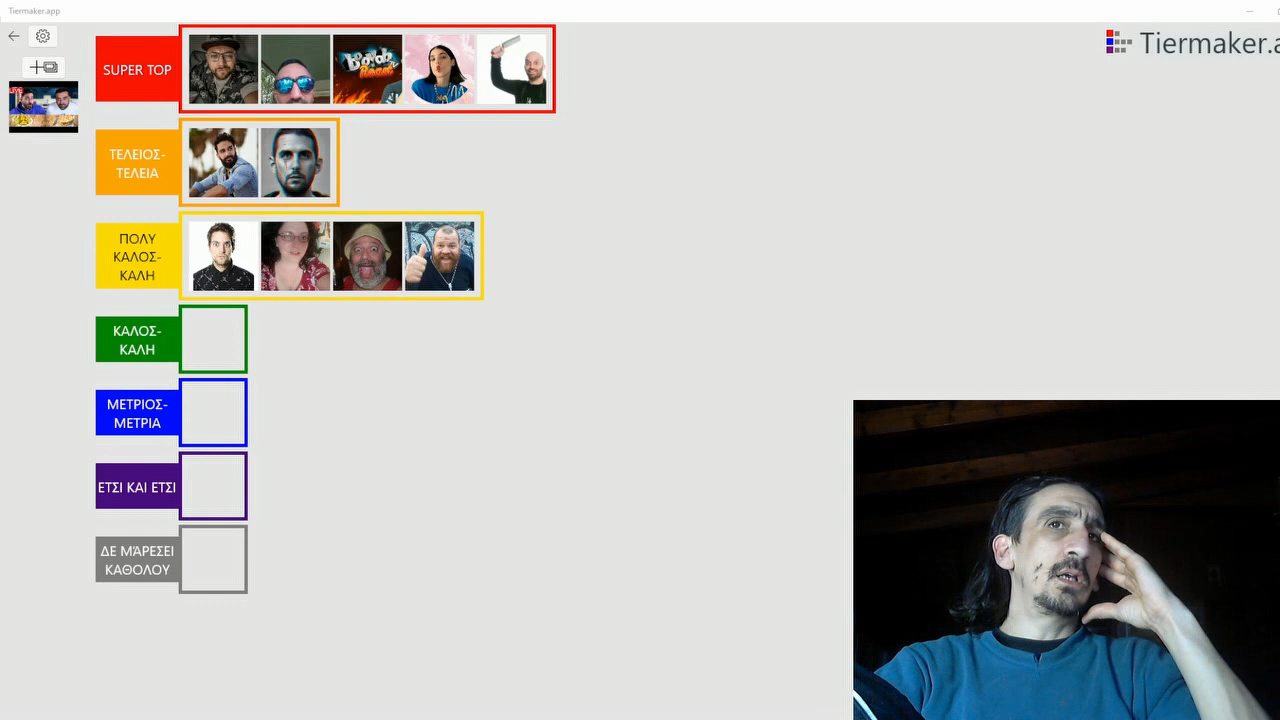 Tiermaker.app
Tiermaker.a
SUPER TOP
ΤΕΛΕΙΟΣ-
ΤΕΛΕΙΑ
ΠΟΛΥ
ΚΑΛΟΣ-
ΚΑΛΗ
ΚΑΛΟΣ-
ΚΑΛΗ
ΜΕΤΡΙΟΣ-
ΜΕΤΡΙΑ
ΕΤΣΙ ΚΑΙ ΕΤΣΙ
ΔΕ ΜΆΡΕΣΕΙ
ΚΑΘΟΛΟΥ
LIVE